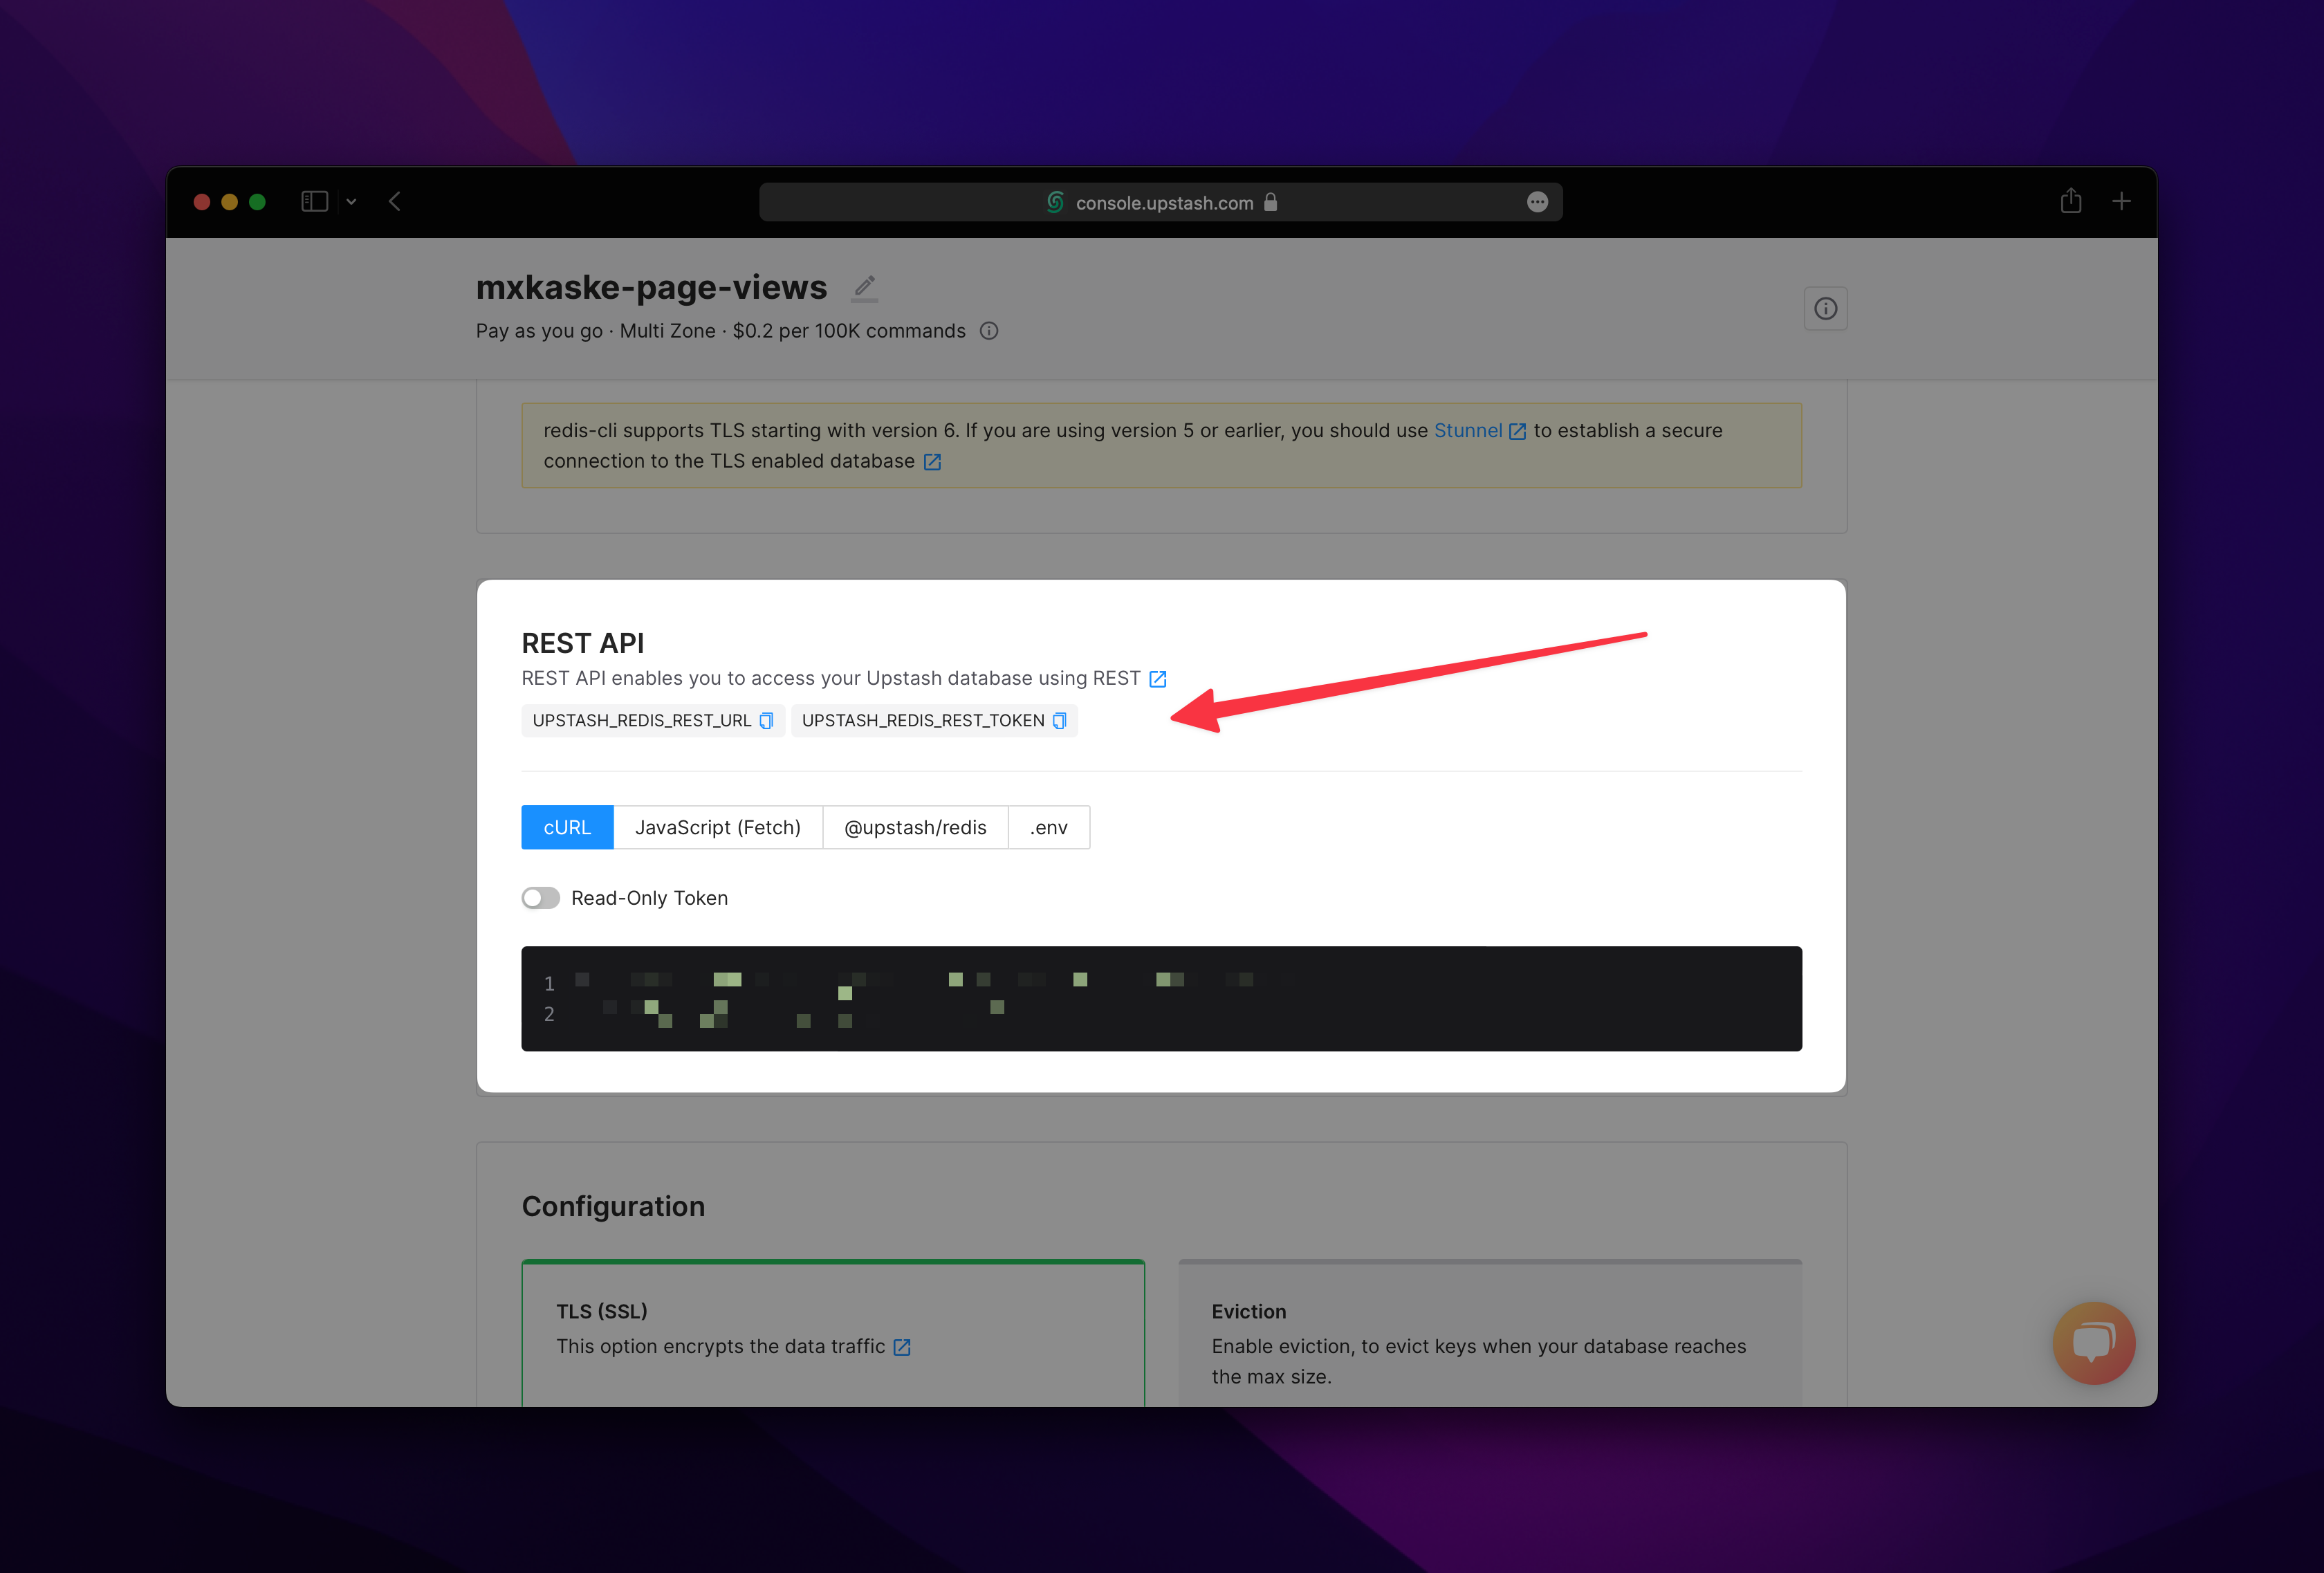 console.upstash.com
mxkaske-page-views
Pay as you go · Multi Zone · $0.2 per 100K commands
redis-cli supports TLS starting with version 6. If you are using version 5 or earlier, you should use Stunnel to establish a secure
connection to the TLS enabled database
REST API
REST API enables you to access your Upstash database using REST
UPSTASH_REDIS_REST_URL UPSTASH_REDIS_REST_TOKEN
cURL JavaScript (Fetch) @upstash/redis .env
Read-Only Token
1
2
Configuration
TLS (SSL)
This option encrypts the data traffic
Eviction
Enable eviction, to evict keys when your database reaches
the max size.